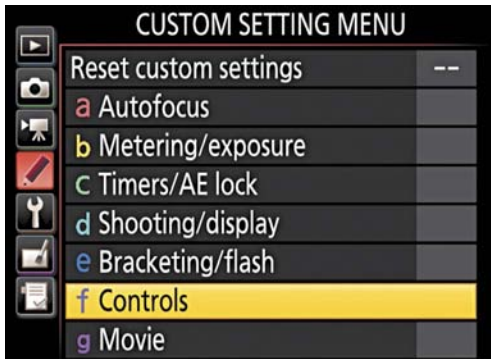 CUSTOM SETTING MENU
Reset custom settings --
a Autofocus
b Metering/exposure
c Timers/AE lock
d Shooting/display
e Bracketing/flash
f Controls
g Movie